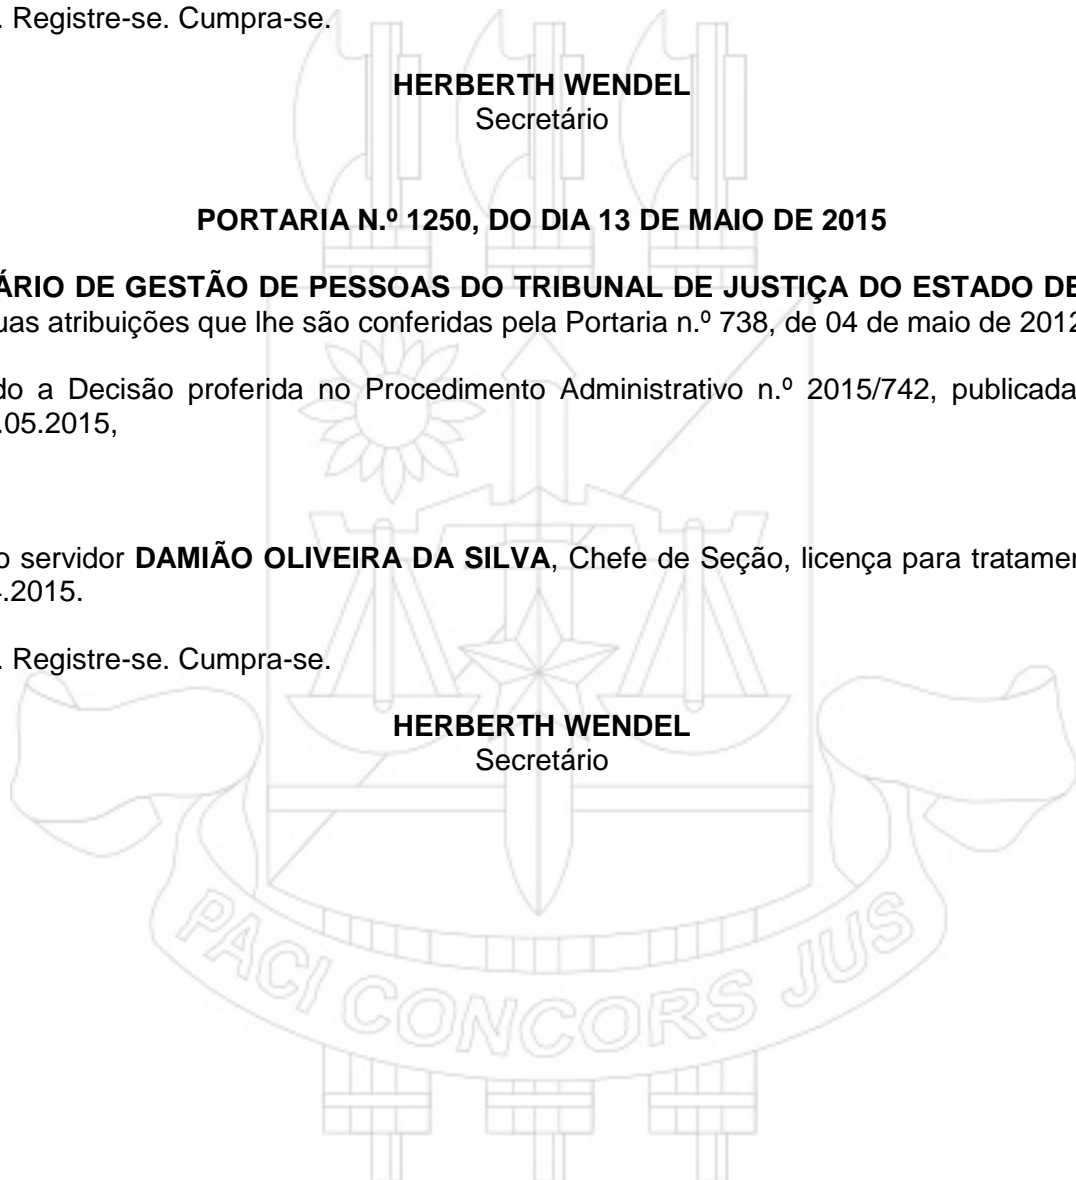 . Registre-se. Cumpra-se.
HERBERTH WENDEL
Secretário
PORTARIA N.º 1250, DO DIA 13 DE MAIO DE 2015
ÁRIO DE GESTÃO DE PESSOAS DO TRIBUNAL DE JUSTIÇA DO ESTADO DE
uas atribuições que lhe são conferidas pela Portaria n.º 738, de 04 de maio de 2012
do a Decisão proferida no Procedimento Administrativo n.º 2015/742, publicada
.05.2015,
o servidor DAMIÃO OLIVEIRA DA SILVA, Chefe de Seção, licença para tratamen
.2015.
. Registre-se. Cumpra-se.
HERBERTH WENDEL
Secretário
PACI CONCORS JUS